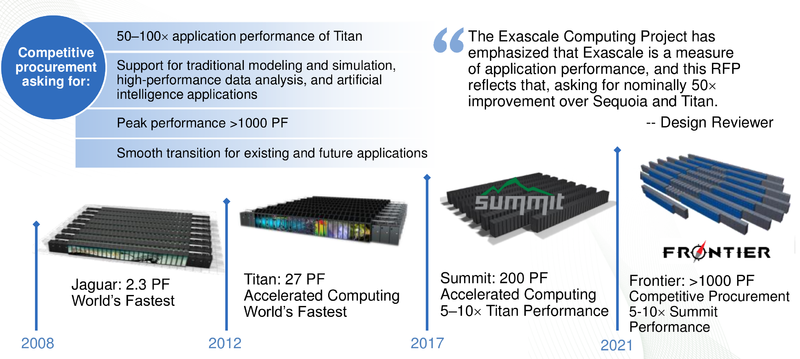 Competitive
procurement
asking for:
50–100× application performance of Titan
Support for traditional modeling and simulation,
high-performance data analysis, and artificial
intelligence applications
Peak performance >1000 PF
Smooth transition for existing and future applications
“
The Exascale Computing Project has
emphasized that Exascale is a measure
of application performance, and this RFP
reflects that, asking for nominally 50×
improvement over Sequoia and Titan.
-- Design Reviewer
Jaguar: 2.3 PF
World’s Fastest
2008
Titan: 27 PF
Accelerated Computing
World’s Fastest
2012
summit
Summit: 200 PF
Accelerated Computing
5–10× Titan Performance
2017
FRONTIER
Frontier: >1000 PF
Competitive Procurement
5-10× Summit
Performance
2021